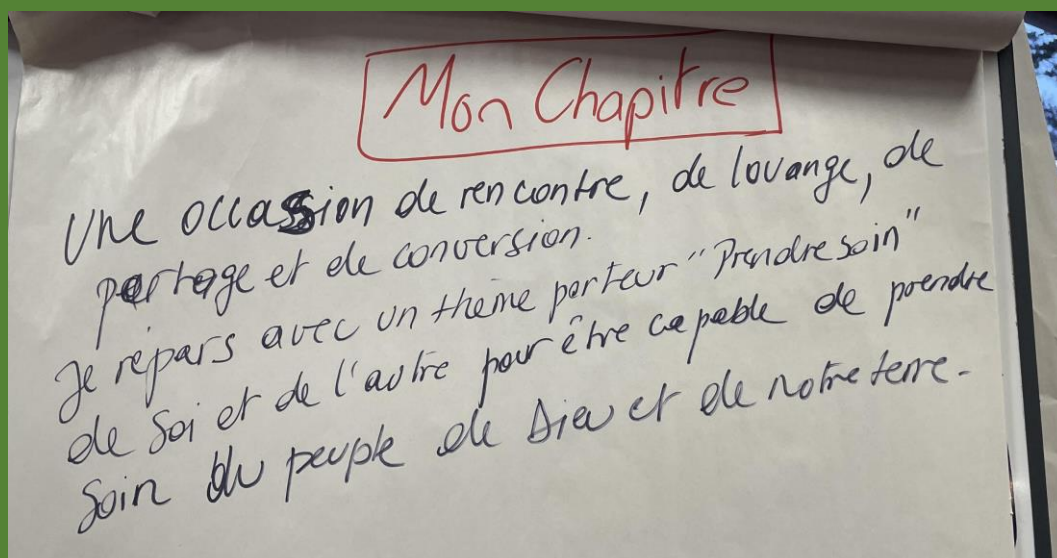 Mon Chapitre
Une occassion de rencontre, de louange, de
partage et de conversion.
Je repars avec un thème porteur "Prendre soin"
de soi et de l'autre pour être capable de prendre
soin du peuple de Dieu et de notre terre.